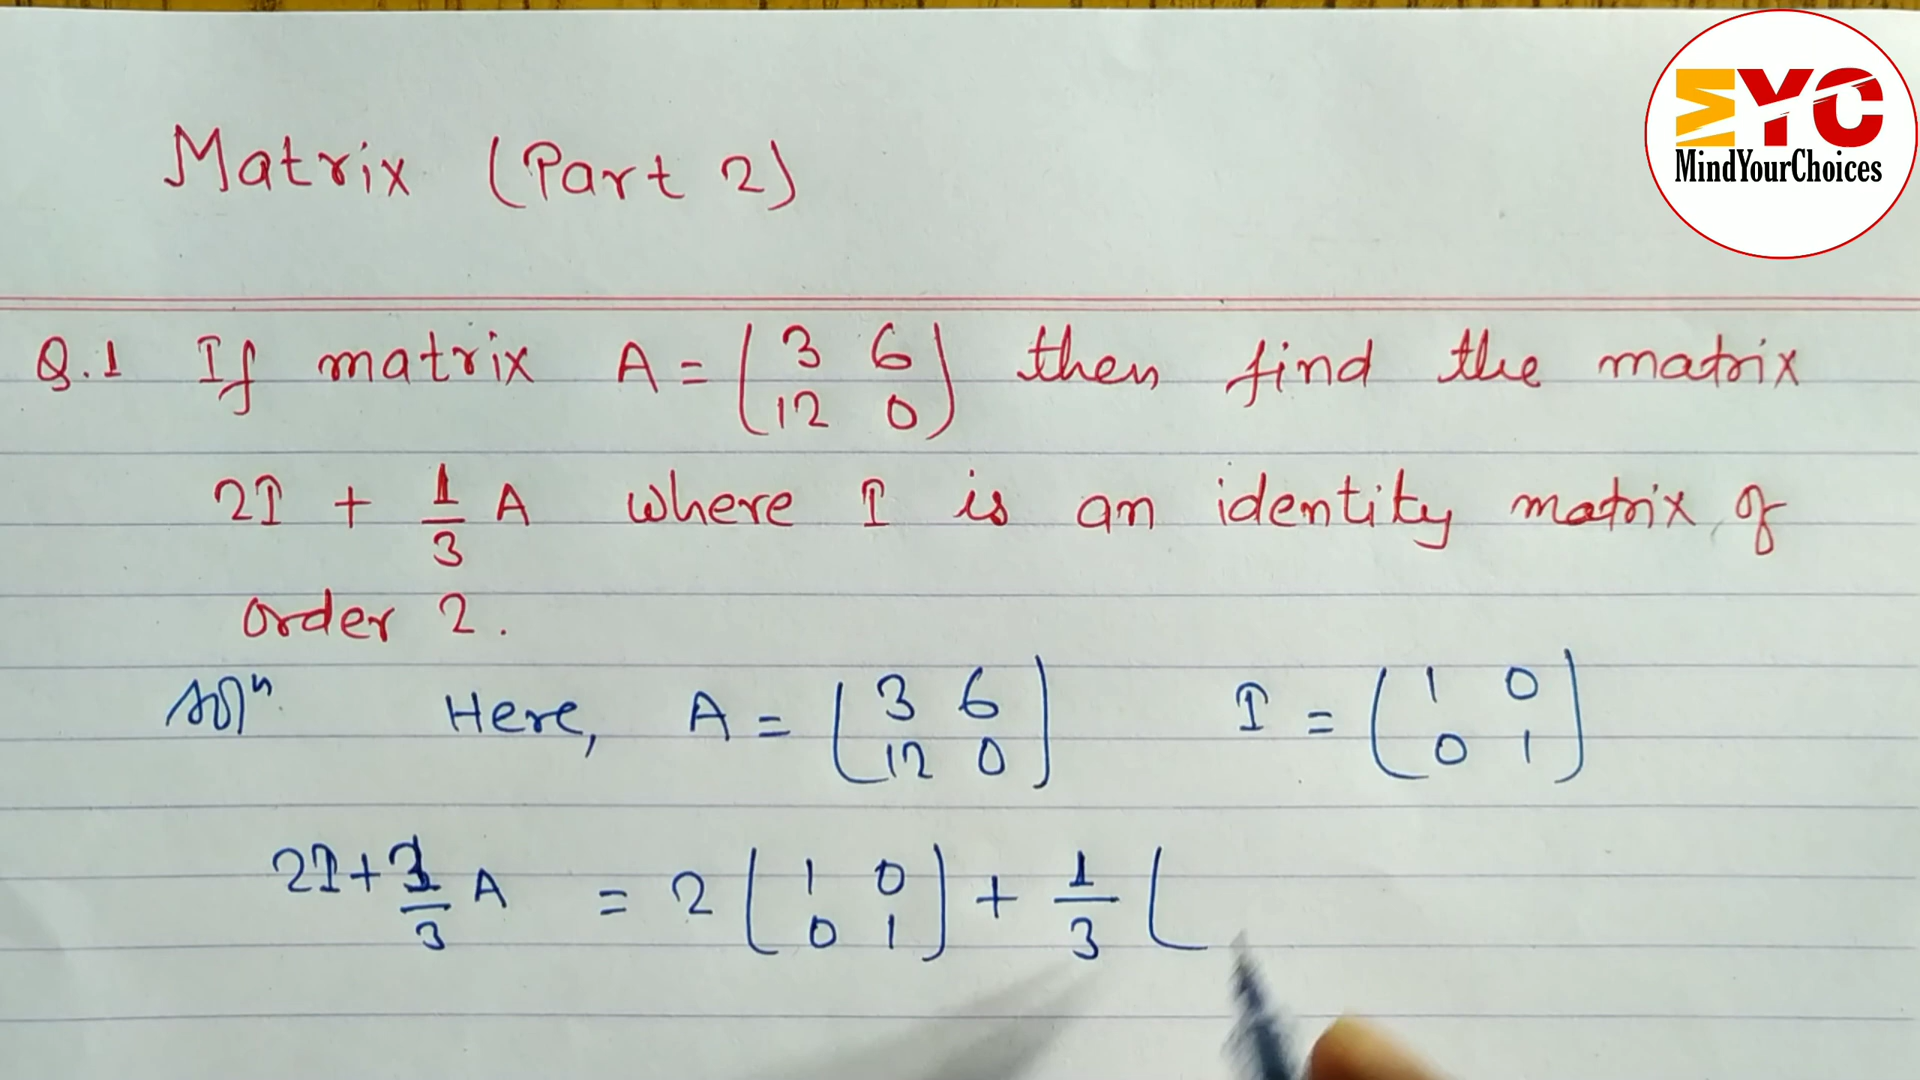 MYC
MindYourChoices
Matrix (Part 2)
Q.1 If matrix A = ( 3 6 ) then find the matrix
12 0
2I + 1/3 A where I is an identity matrix of
order 2.
Solⁿ. Here, A = ( 3 6 ) I = ( 1 0 )
12 0 0 1
2I + 1/3 A = 2 ( 1 0 ) + 1/3 (
0 1